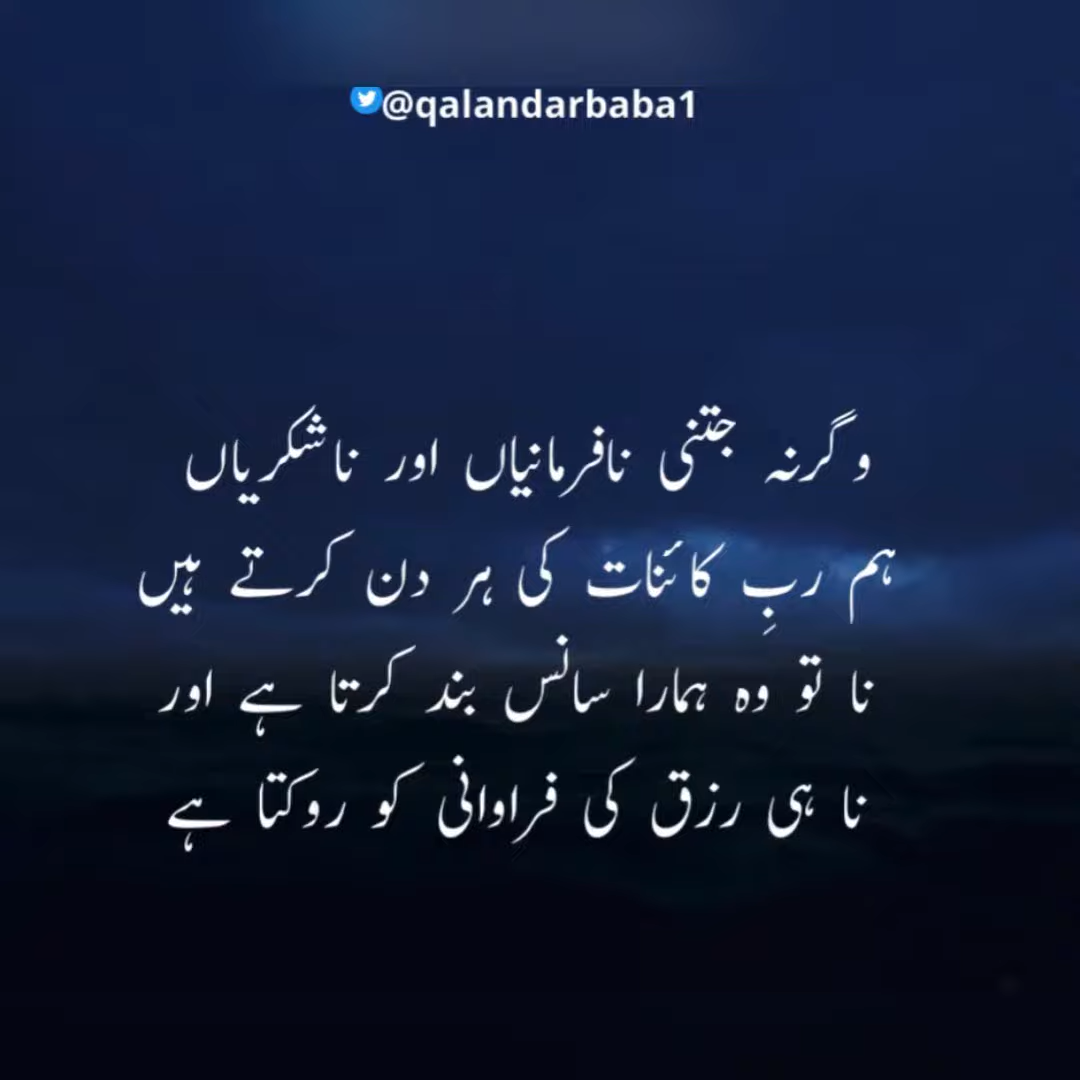 @qalandarbaba1
وگرنہ جتنی نافرمانیاں اور ناشکریاں
ہم ربِ کائنات کی ہر دن کرتے ہیں
نا تو وہ ہمارا سانس بند کرتا ہے اور
نا ہی رزق کی فراوانی کو روکتا ہے